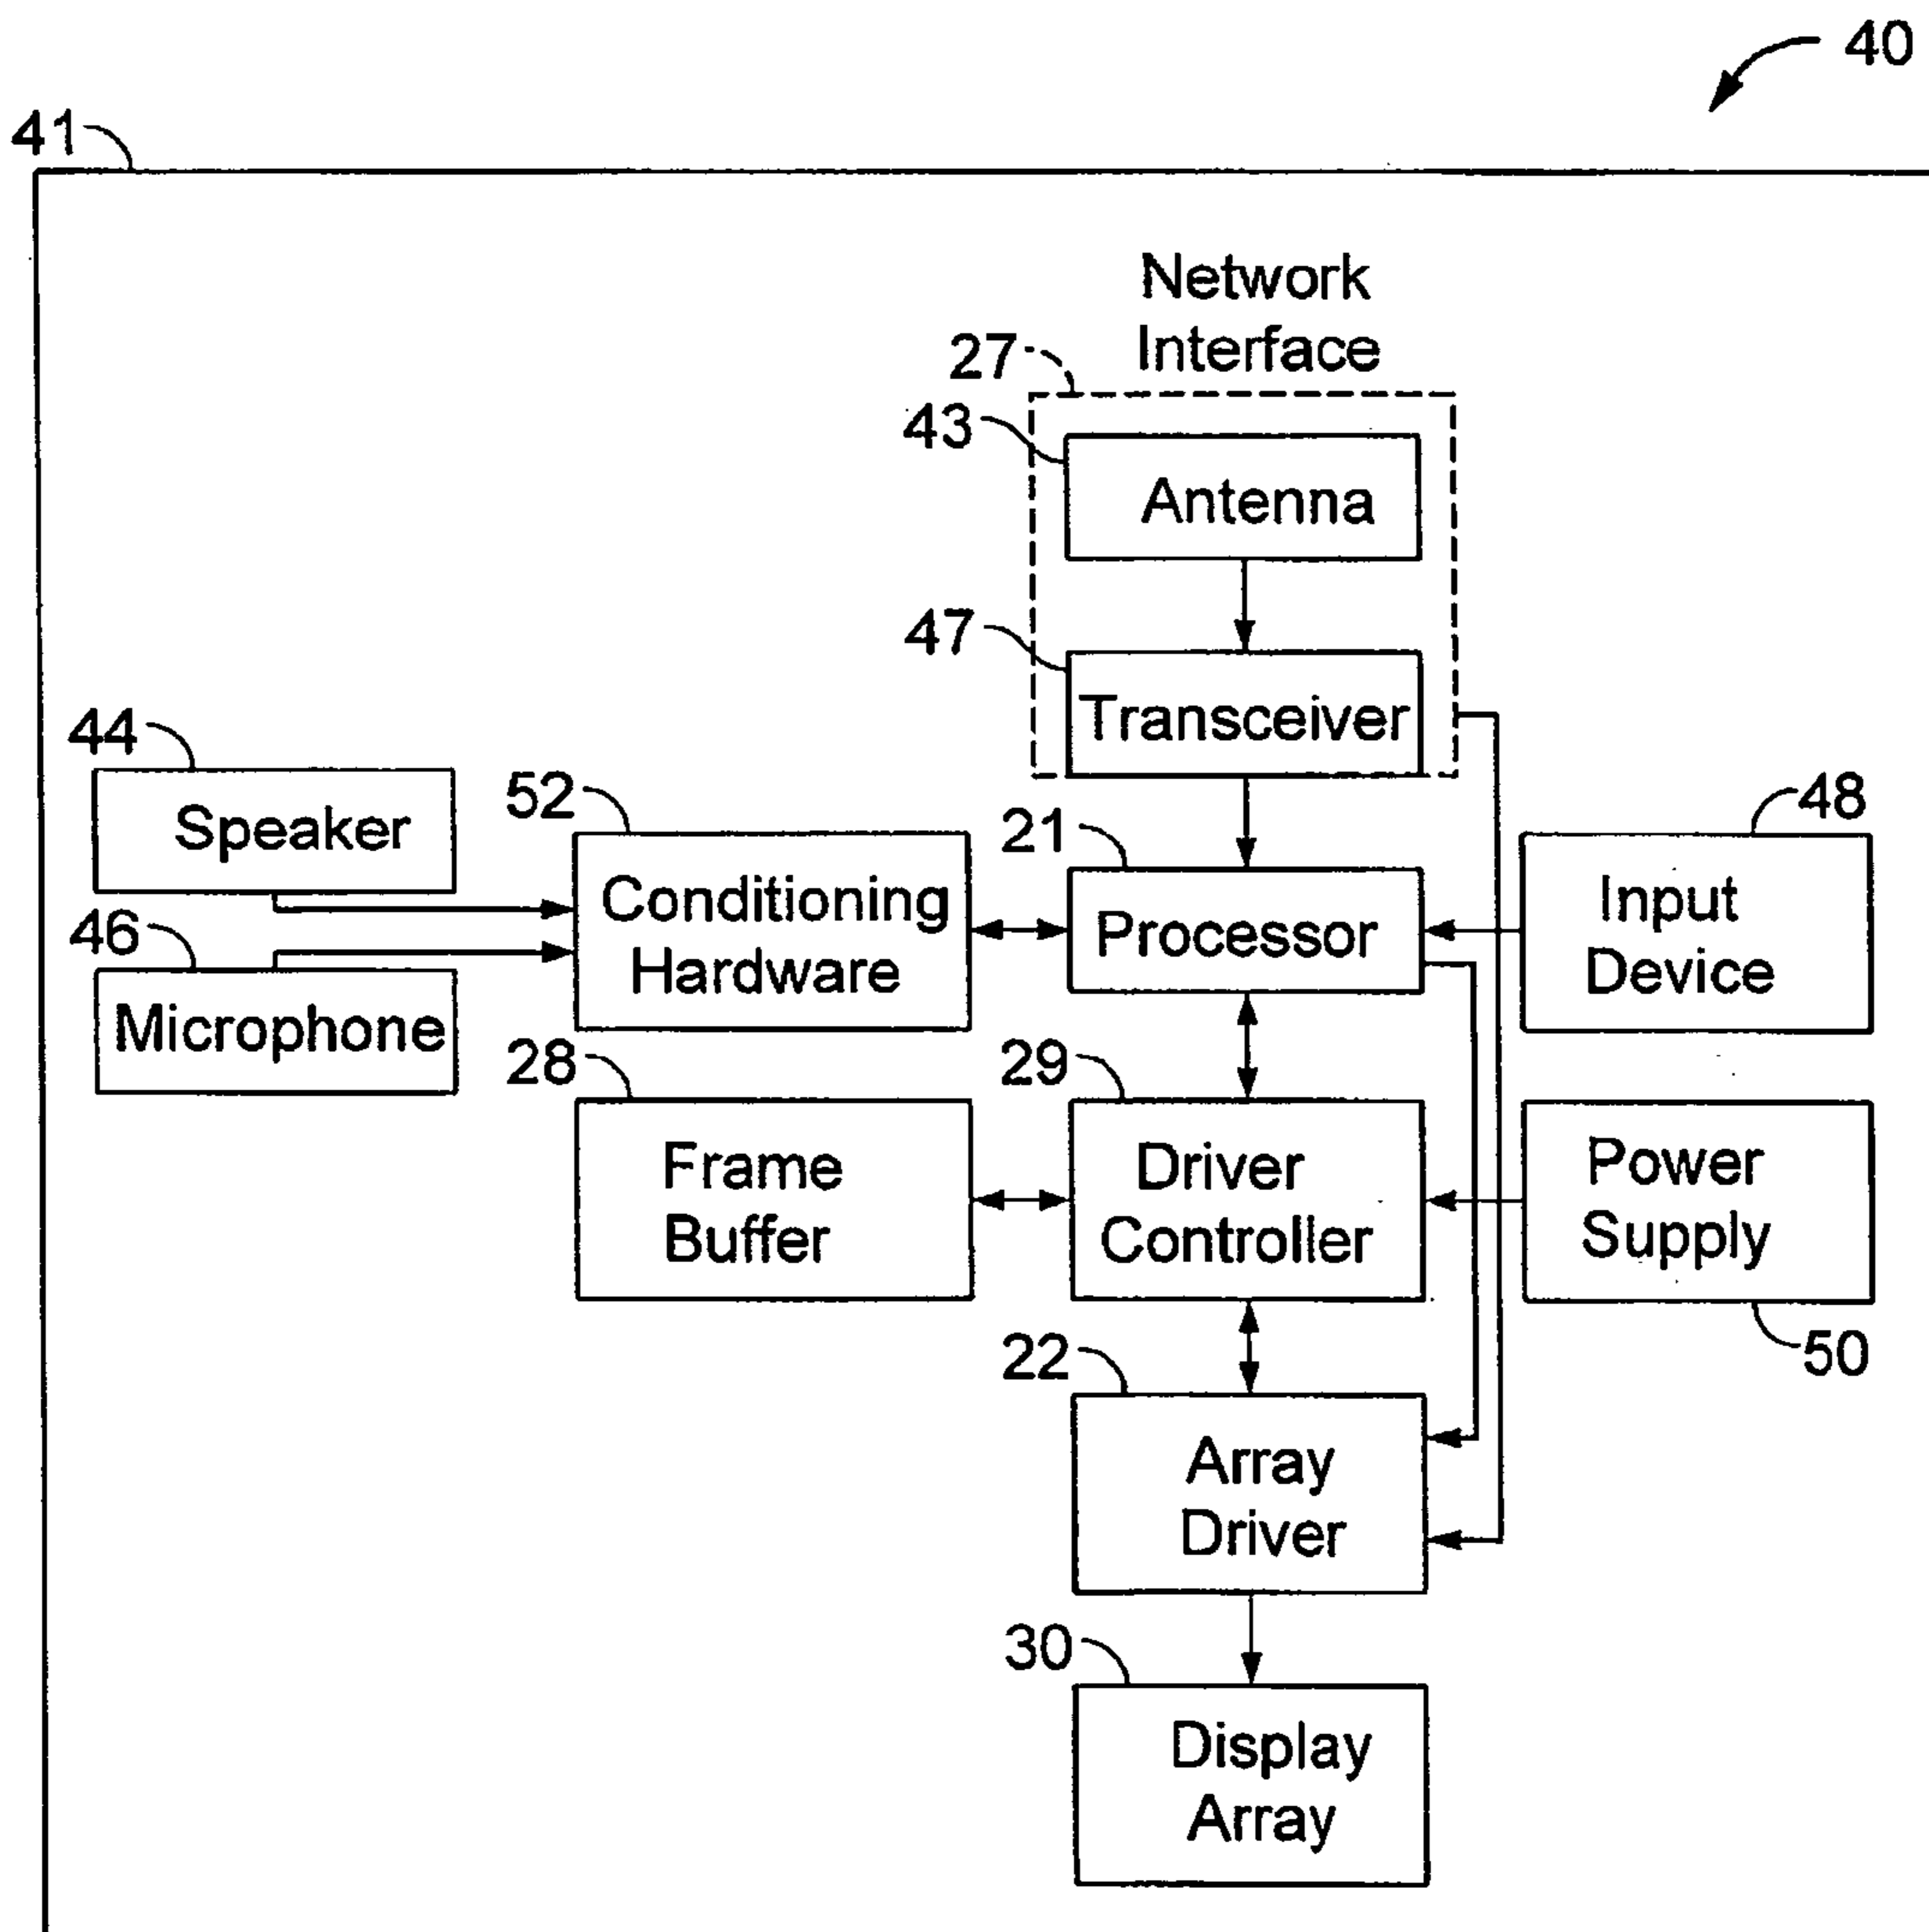 40
41
Network
Interface
27
43
Antenna
47
Transceiver
44
Speaker
52
Conditioning
Hardware
21
Processor
48
Input
Device
46
Microphone
28
Frame
Buffer
29
Driver
Controller
Power
Supply
50
22
Array
Driver
30
Display
Array